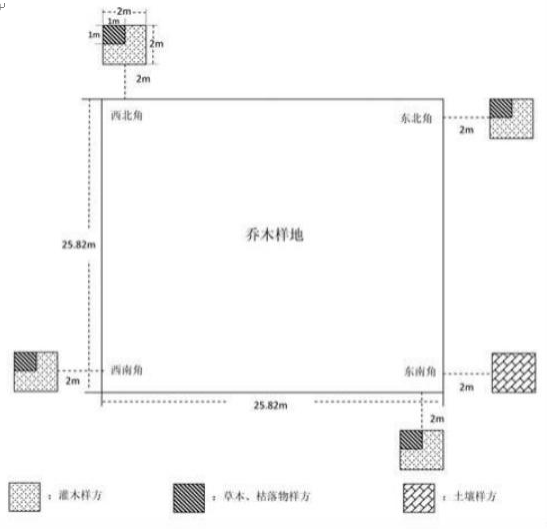 2m
1m
1m
2m
2m
西北角
东北角
2m
乔木样地
25.82m
西南角
东南角
2m
2m
25.82m
2m
：灌木样方
：草本、枯落物样方
：土壤样方